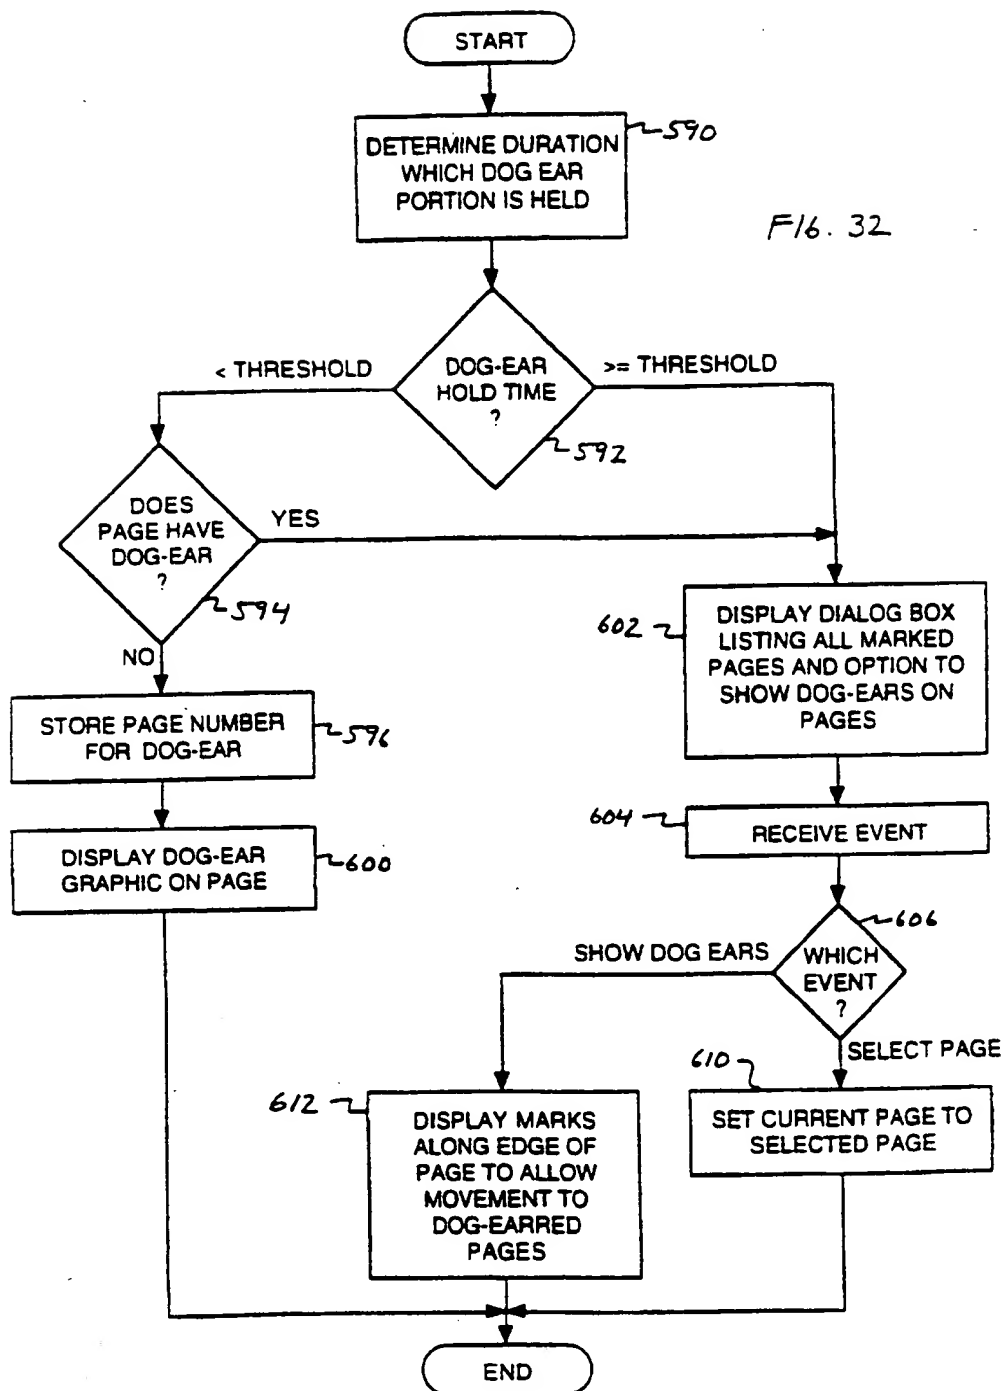 START
DETERMINE DURATION
WHICH DOG EAR
PORTION IS HELD
590
FIG. 32
< THRESHOLD
DOG-EAR
HOLD TIME
?
>= THRESHOLD
592
DOES
PAGE HAVE
DOG-EAR
?
YES
594
NO
602
DISPLAY DIALOG BOX
LISTING ALL MARKED
PAGES AND OPTION TO
SHOW DOG-EARS ON
PAGES
STORE PAGE NUMBER
FOR DOG-EAR
596
604
RECEIVE EVENT
DISPLAY DOG-EAR
GRAPHIC ON PAGE
600
606
SHOW DOG EARS
WHICH
EVENT
?
SELECT PAGE
610
SET CURRENT PAGE TO
SELECTED PAGE
612
DISPLAY MARKS
ALONG EDGE OF
PAGE TO ALLOW
MOVEMENT TO
DOG-EARRED
PAGES
END